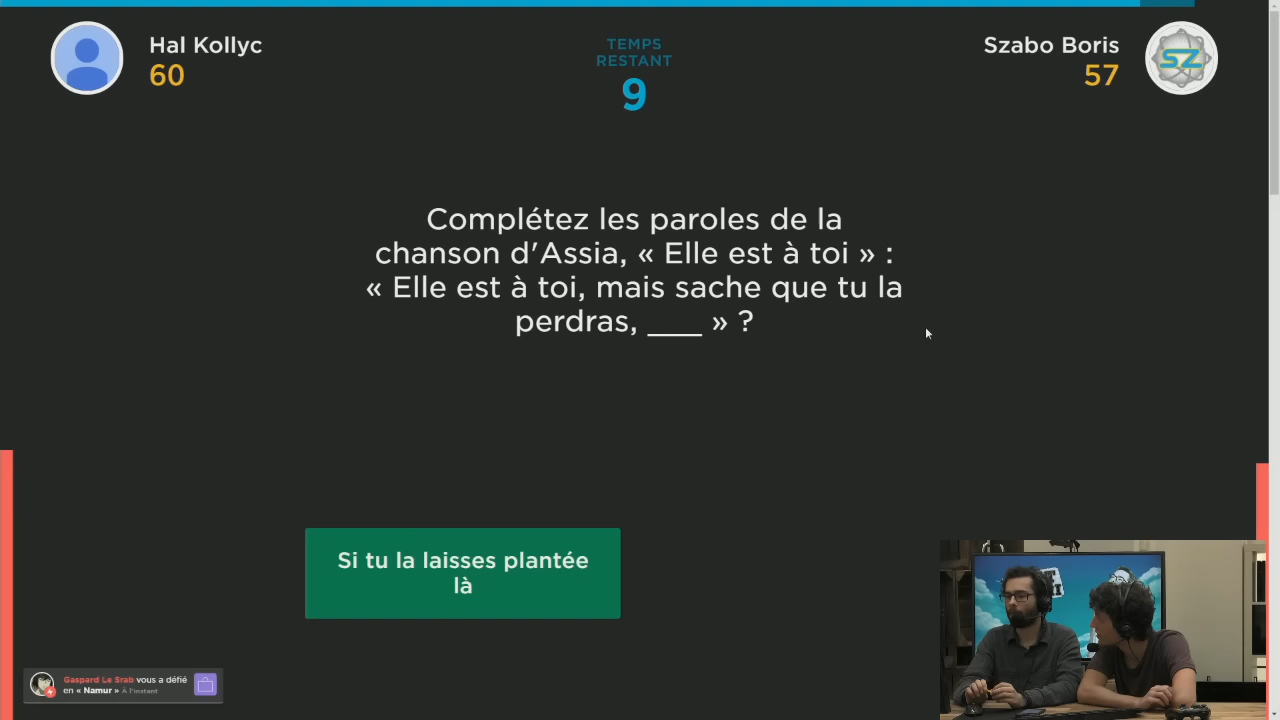 Hal Kollyc
60
TEMPS
RESTANT
9
Szabo Boris
57
SZ
Complétez les paroles de la
chanson d'Assia, « Elle est à toi » :
« Elle est à toi, mais sache que tu la
perdras, ____ » ?
Si tu la laisses plantée
là
Gaspard Le Srab vous a défié
en « Namur » À l'instant